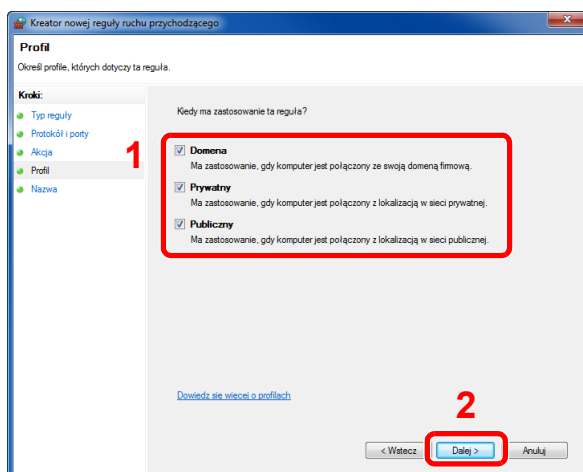 Kreator nowej reguły ruchu przychodzącego
Profil
Określ profile, których dotyczy ta reguła.
Kroki:
Typ reguły
Protokół i porty
Akcja
Profil
Nazwa
Kiedy ma zastosowanie ta reguła?
1
Domena
Ma zastosowanie, gdy komputer jest połączony ze swoją domeną firmową.
Prywatny
Ma zastosowanie, gdy komputer jest połączony z lokalizacją w sieci prywatnej.
Publiczny
Ma zastosowanie, gdy komputer jest połączony z lokalizacją w sieci publicznej.
Dowiedz się więcej o profilach
2
< Wstecz Dalej > Anuluj